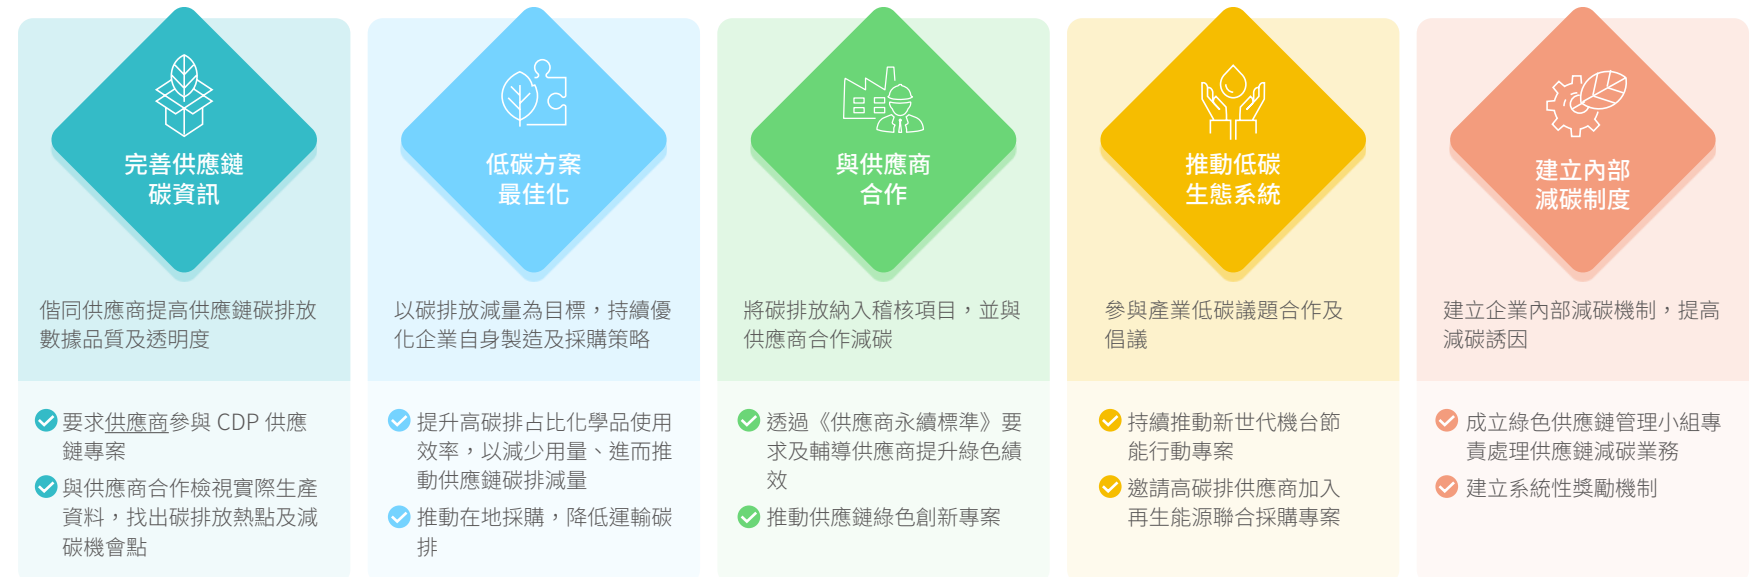 完善供應鏈
碳資訊
偕同供應商提高供應鏈碳排放
數據品質及透明度
要求供應商參與 CDP 供應
鏈專案
與供應商合作檢視實際生產
資料，找出碳排放熱點及減
碳機會點
低碳方案
最佳化
以碳排放減量為目標，持續優
化企業自身製造及採購策略
提升高碳排占比化學品使用
效率，以減少用量、進而推
動供應鏈碳排減量
推動在地採購，降低運輸碳
排
與供應商
合作
將碳排放納入稽核項目，並與
供應商合作減碳
透過《供應商永續標準》要
求及輔導供應商提升綠色績
效
推動供應鏈綠色創新專案
推動低碳
生態系統
參與產業低碳議題合作及
倡議
持續推動新世代機台節
能行動專案
邀請高碳排供應商加入
再生能源聯合採購專案
建立內部
減碳制度
建立企業內部減碳機制，提高
減碳誘因
成立綠色供應鏈管理小組專
責處理供應鏈減碳業務
建立系統性獎勵機制